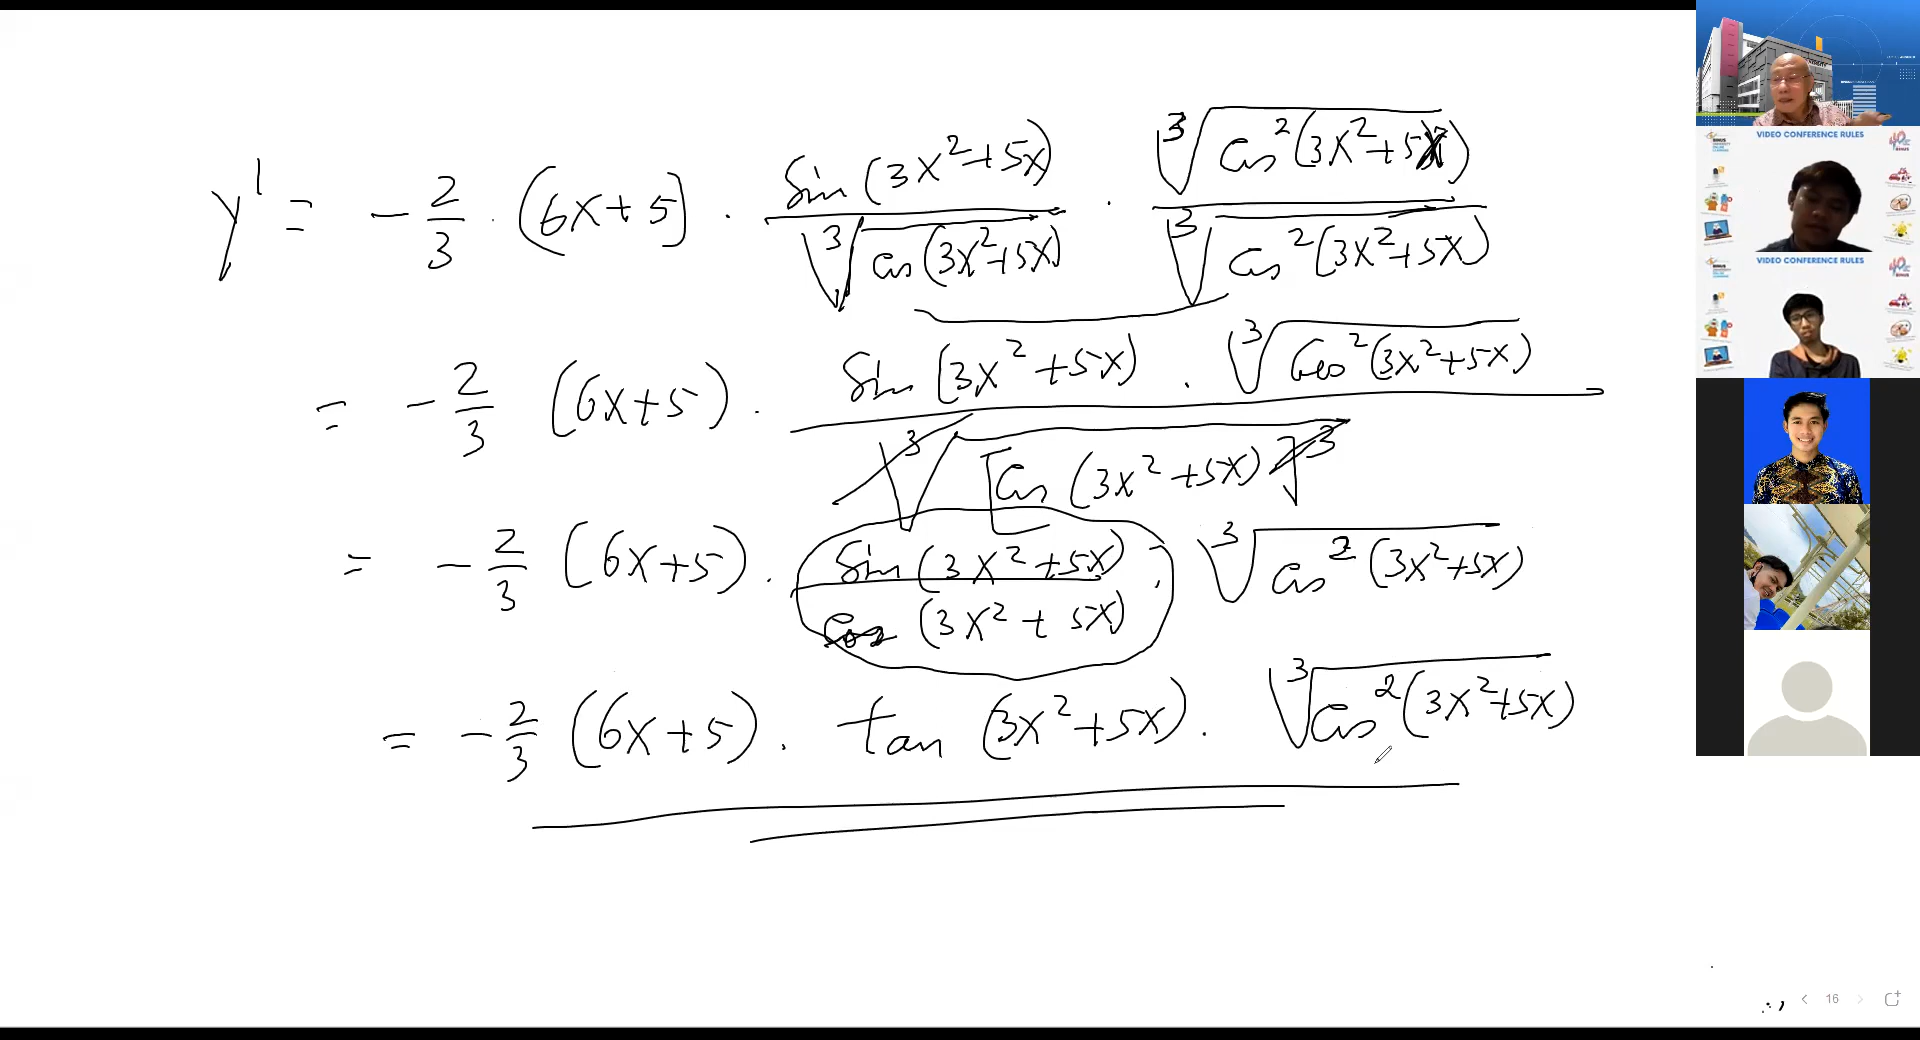 y' = - 2/3 · (6x+5) · sin(3x²+5x)/∛cos(3x²+5x) · ∛cos²(3x²+5x)/∛cos²(3x²+5x)
= - 2/3 (6x+5) · sin(3x²+5x) · ∛cos²(3x²+5x) / ∛[cos(3x²+5x)]³
= - 2/3 (6x+5) · sin(3x²+5x)/cos(3x²+5x) · ∛cos²(3x²+5x)
= - 2/3 (6x+5) · tan(3x²+5x) · ∛cos²(3x²+5x)
VIDEO CONFERENCE RULES
VIDEO CONFERENCE RULES
16